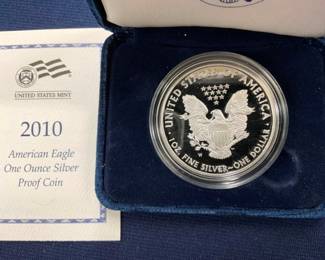 UNITED STATES MINT
2010
American Eagle
One Ounce Silver
Proof Coin
UNITED STATES OF AMERICA
1 OZ. FINE SILVER~ONE DOLLAR